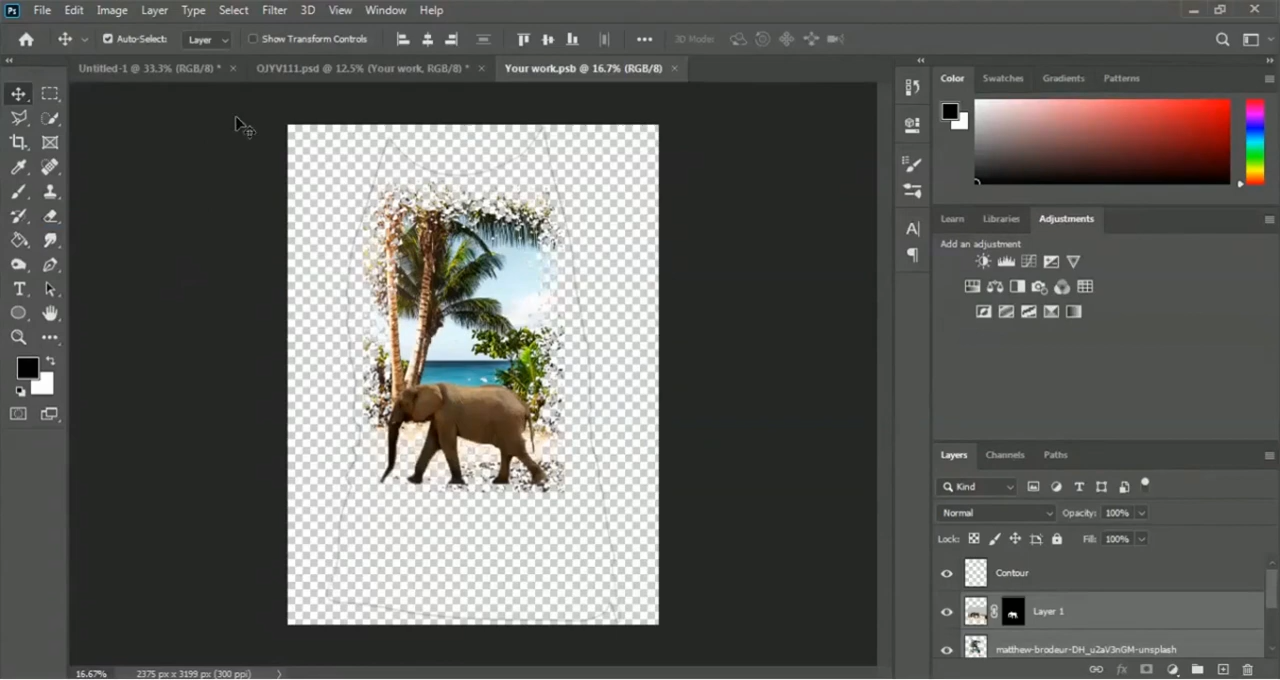 Ps File Edit Image Layer Type Select Filter 3D View Window Help
Auto-Select: Layer Show Transform Controls 3D Mode:
Untitled-1 @ 33.3% (RGB/8) * × OJYV111.psd @ 12.5% (Your work, RGB/8) * × Your work.psb @ 16.7% (RGB/8) ×
Color Swatches Gradients Patterns
Learn Libraries Adjustments
Add an adjustment
Layers Channels Paths
Kind
Normal Opacity: 100%
Lock: Fill: 100%
Contour
Layer 1
matthew-brodeur-DH_u2aV3nGM-unsplash
16.67% 2375 px x 3199 px (300 ppi)